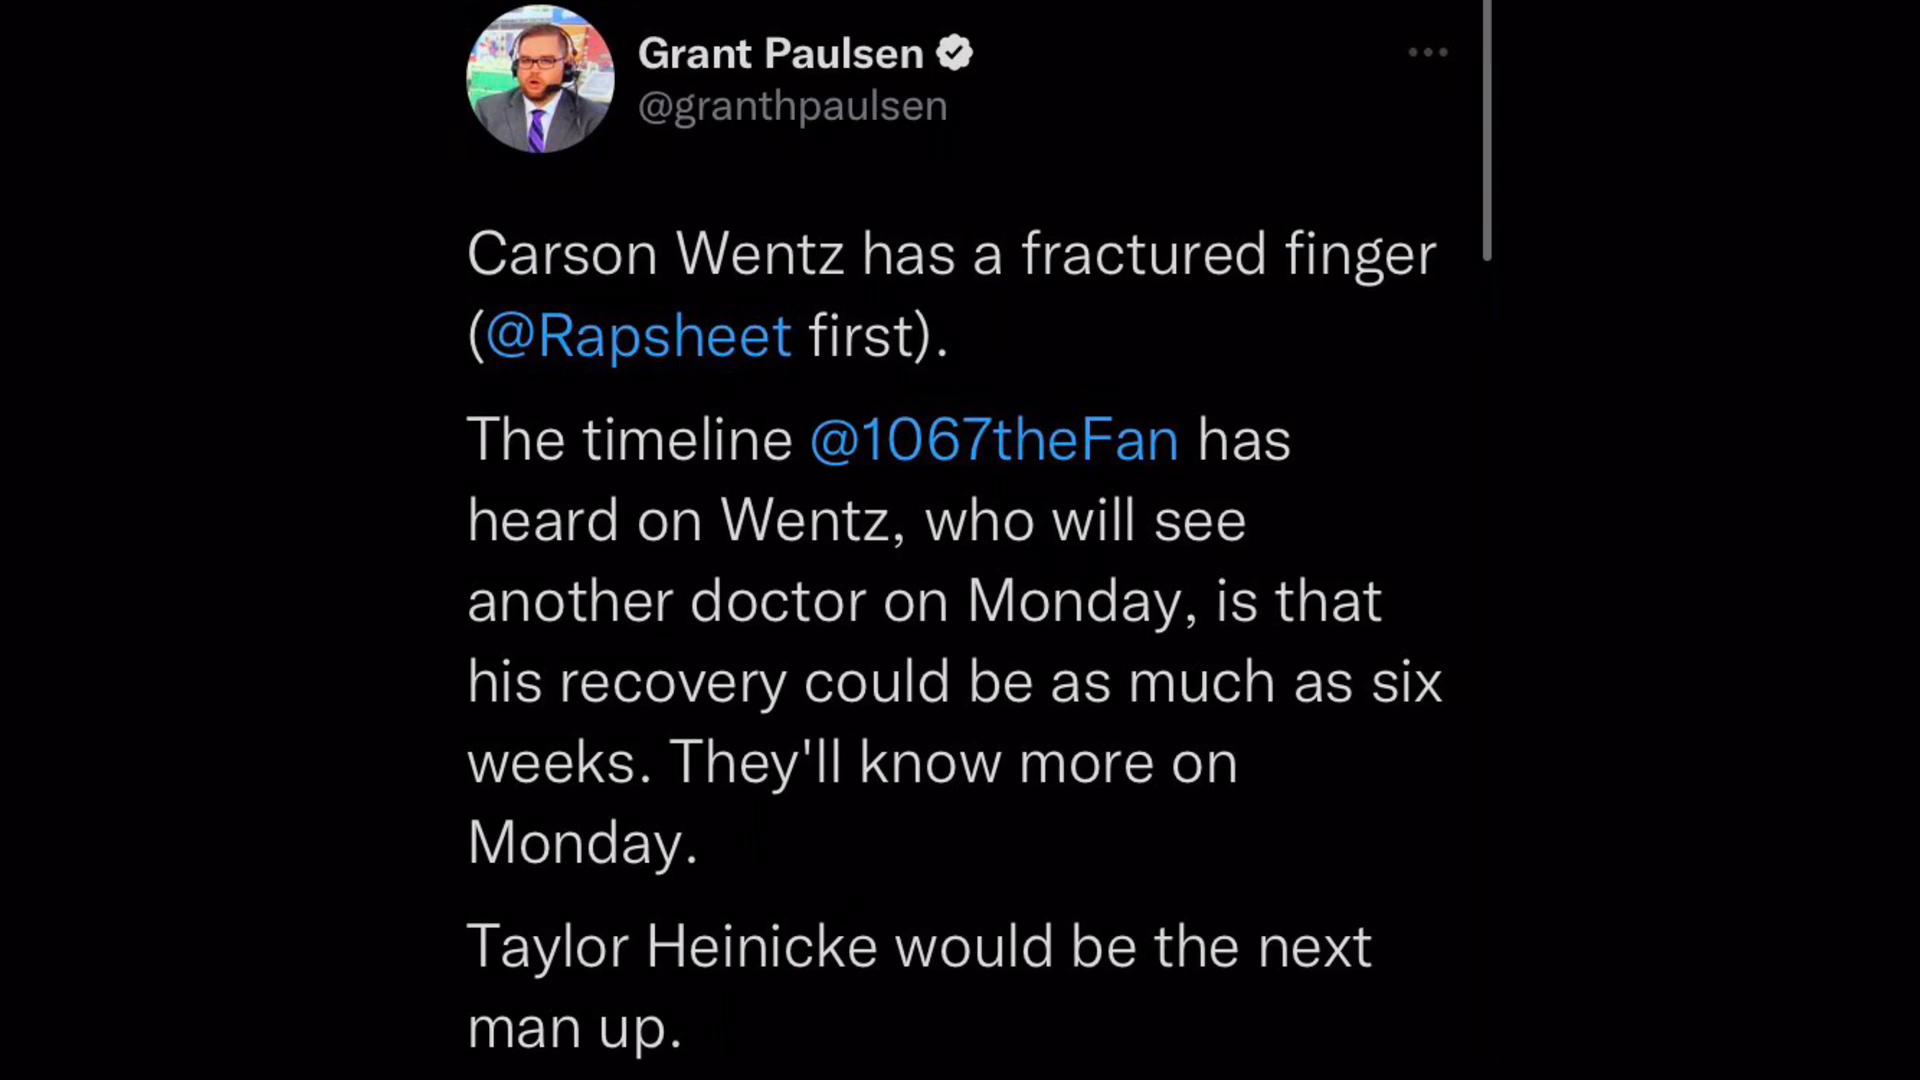 Grant Paulsen
@granthpaulsen
Carson Wentz has a fractured finger
(@Rapsheet first).
The timeline @1067theFan has
heard on Wentz, who will see
another doctor on Monday, is that
his recovery could be as much as six
weeks. They'll know more on
Monday.
Taylor Heinicke would be the next
man up.